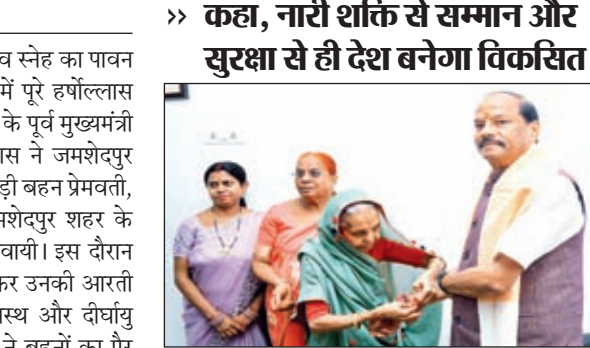 ›› कहा, नारी शक्ति से सम्मान और
सुरक्षा से ही देश बनेगा विकसित
व स्नेह का पावन
में पूरे हर्षोल्लास
के पूर्व मुख्यमंत्री
ास ने जमशेदपुर
ड़ी बहन प्रेमवती,
मशेदपुर शहर के
वायी। इस दौरान
कर उनकी आरती
स्थ और दीर्घायु
ने बहनों का पैर